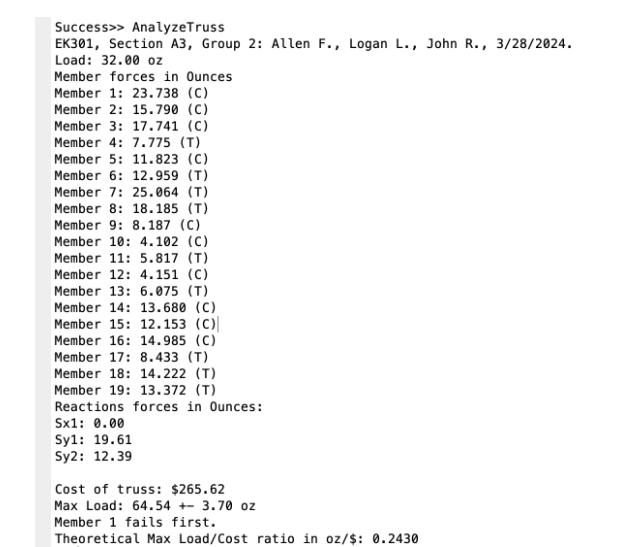 Success>> AnalyzeTruss
EK301, Section A3, Group 2: Allen F., Logan L., John R., 3/28/2024.
Load: 32.00 oz
Member forces in Ounces
Member 1: 23.738 (C)
Member 2: 15.790 (C)
Member 3: 17.741 (C)
Member 4: 7.775 (T)
Member 5: 11.823 (C)
Member 6: 12.959 (T)
Member 7: 25.064 (T)
Member 8: 18.185 (T)
Member 9: 8.187 (C)
Member 10: 4.102 (C)
Member 11: 5.817 (T)
Member 12: 4.151 (C)
Member 13: 6.075 (T)
Member 14: 13.680 (C)
Member 15: 12.153 (C)
Member 16: 14.985 (C)
Member 17: 8.433 (T)
Member 18: 14.222 (T)
Member 19: 13.372 (T)
Reactions forces in Ounces:
Sx1: 0.00
Sy1: 19.61
Sy2: 12.39
Cost of truss: $265.62
Max Load: 64.54 +- 3.70 oz
Member 1 fails first.
Theoretical Max Load/Cost ratio in oz/$: 0.2430